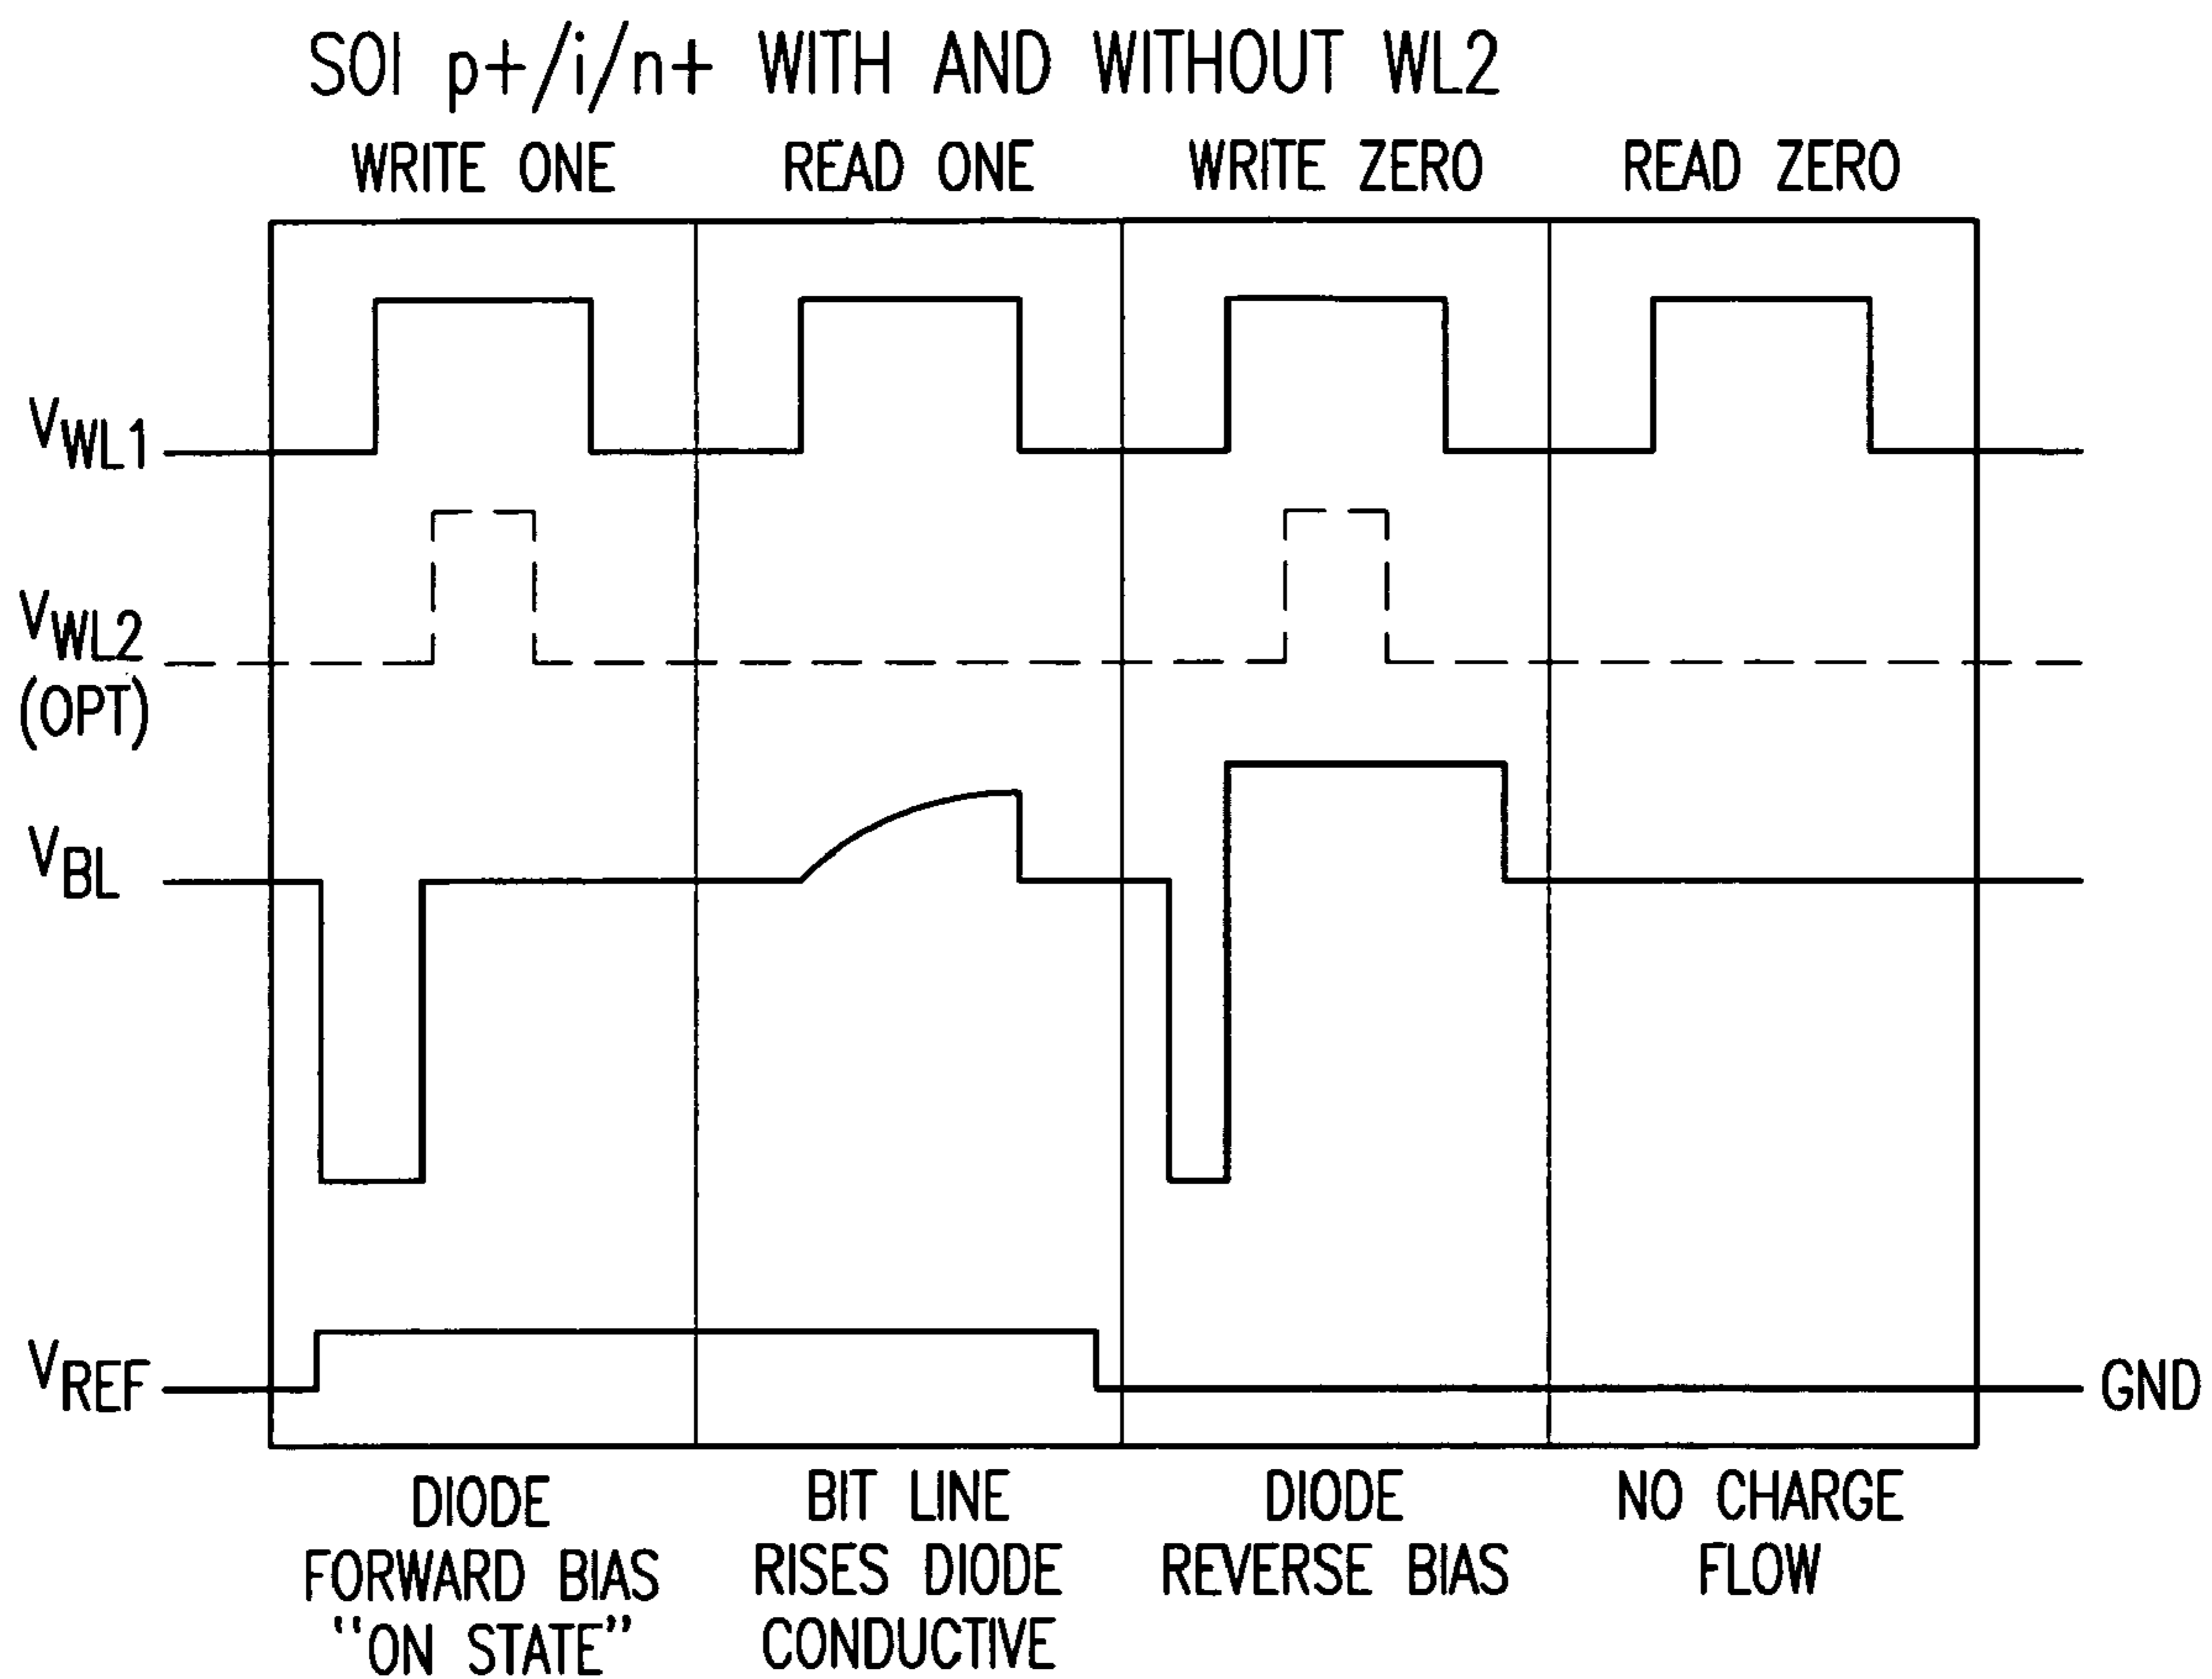 SOI p+/i/n+ WITH AND WITHOUT WL2
WRITE ONE
READ ONE
WRITE ZERO
READ ZERO
VWL1
VWL2
(OPT)
VBL
VREF
GND
DIODE
FORWARD BIAS
"ON STATE"
BIT LINE
RISES DIODE
CONDUCTIVE
DIODE
REVERSE BIAS
NO CHARGE
FLOW